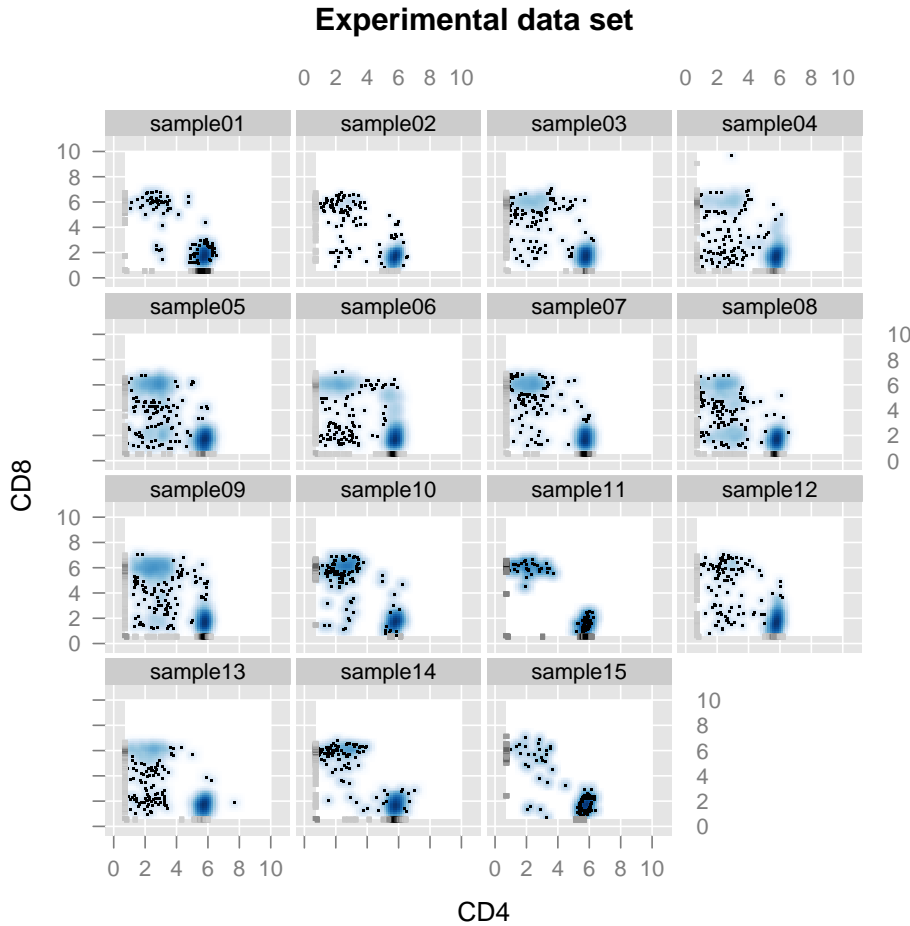 Experimental data set
0 2 4 6 8 10 0 2 4 6 8 10
sample01 sample02 sample03 sample04
10
8
6
4
2
0
sample05 sample06 sample07 sample08
10
8
6
4
2
0
CD8
sample09 sample10 sample11 sample12
10
8
6
4
2
0
sample13 sample14 sample15
10
8
6
4
2
0
0 2 4 6 8 10 0 2 4 6 8 10
CD4